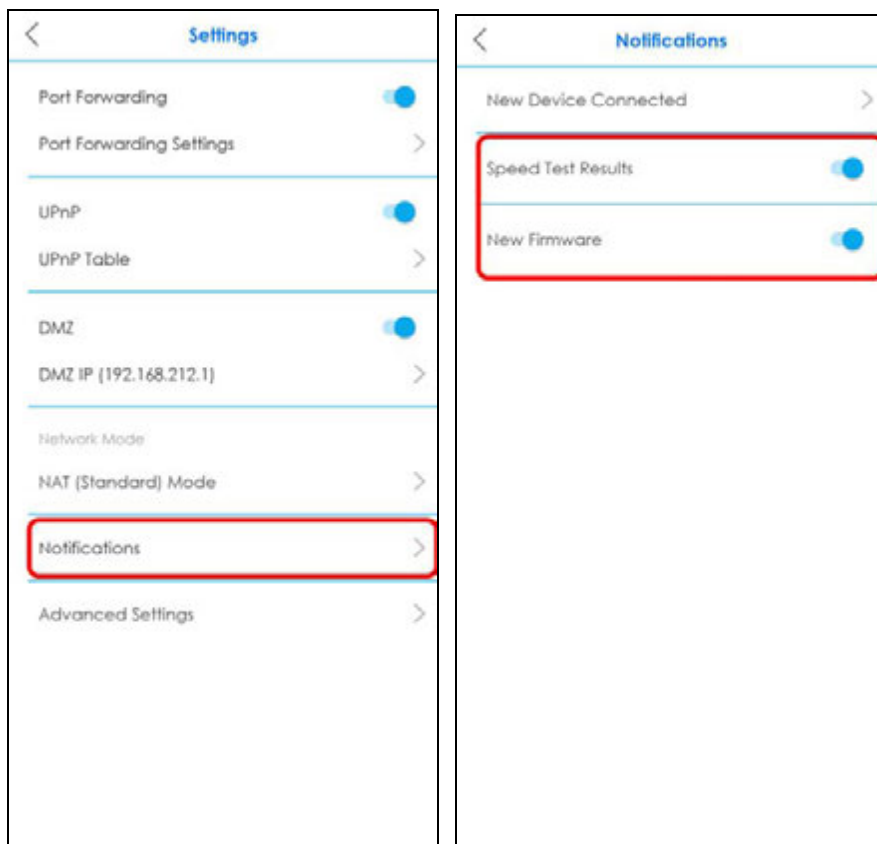 Settings
Port Forwarding
Port Forwarding Settings
UPnP
UPnP Table
DMZ
DMZ IP (192.168.212.1)
Network Mode
NAT (Standard) Mode
Notifications
Advanced Settings
Notifications
New Device Connected
Speed Test Results
New Firmware